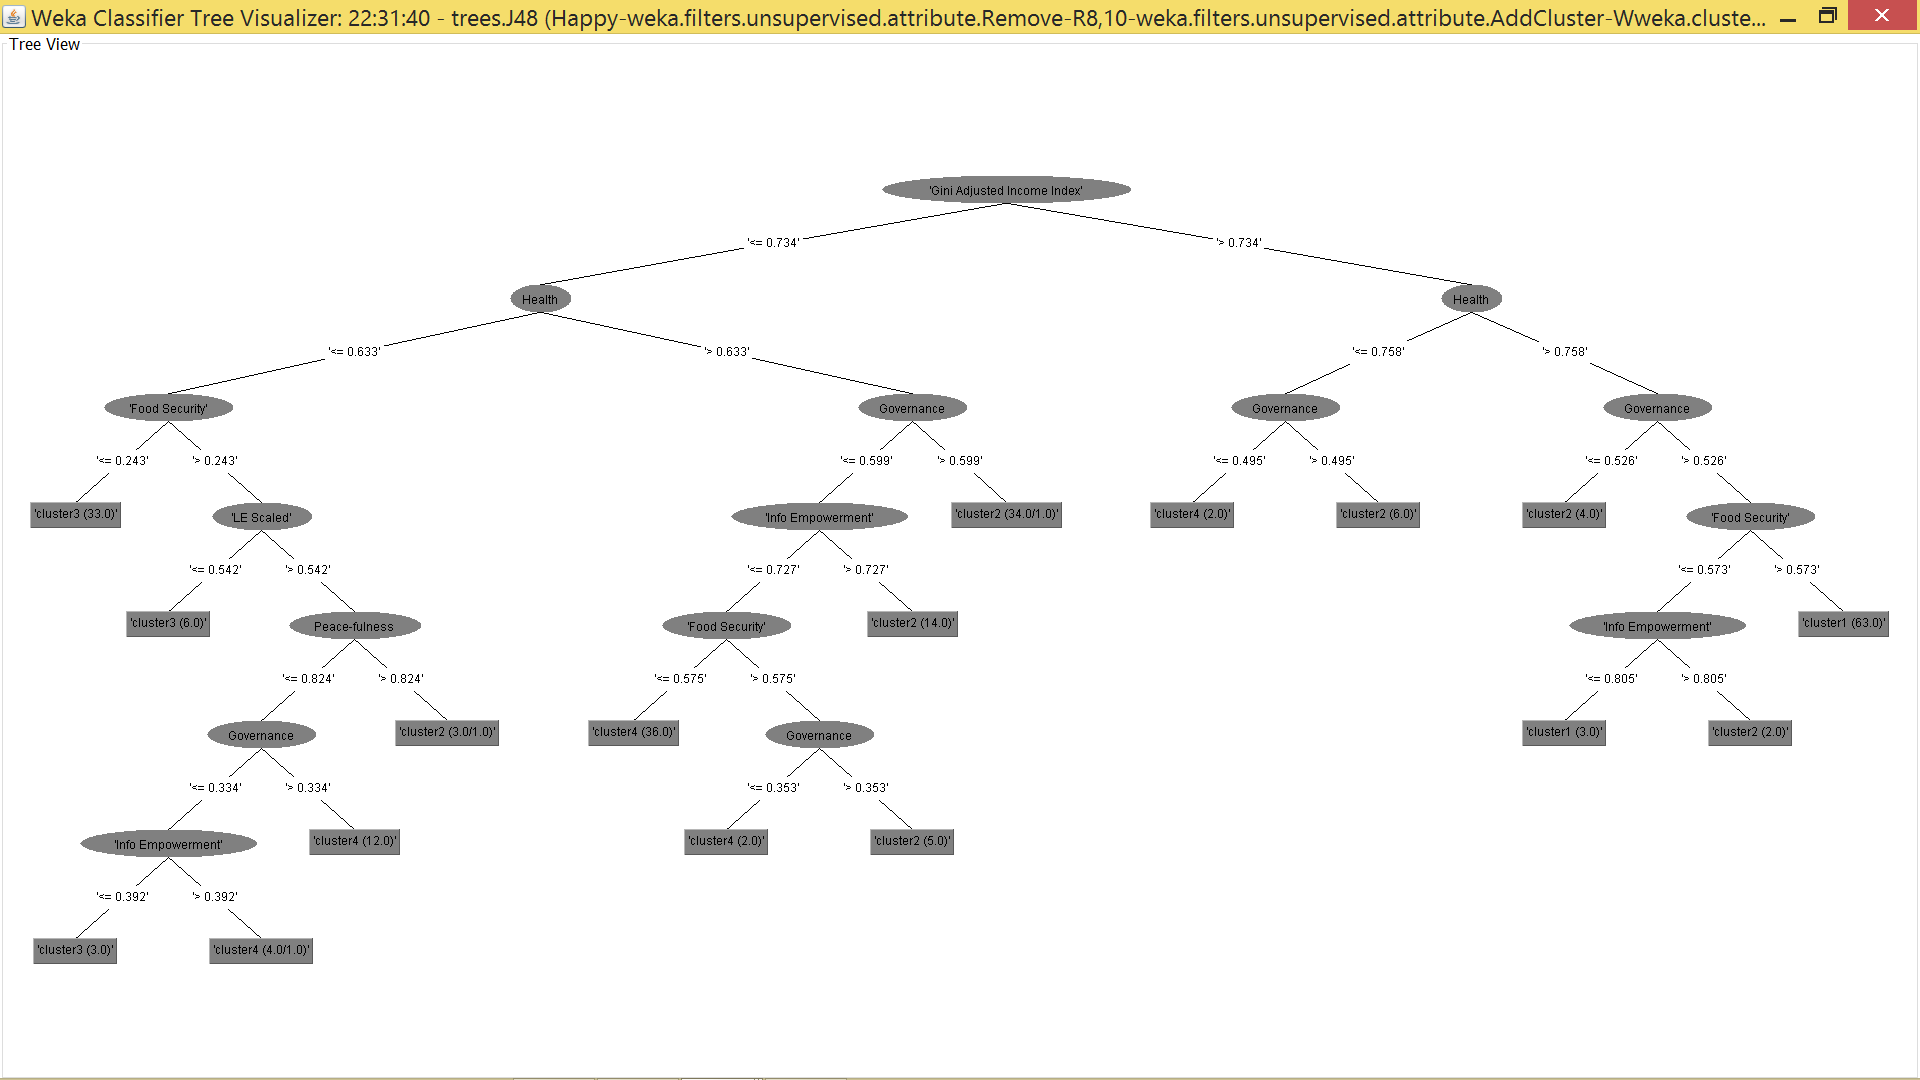 Weka Classifier Tree Visualizer: 22:31:40 - trees.J48 (Happy-weka.filters.unsupervised.attribute.Remove-R8,10-weka.filters.unsupervised.attribute.AddCluster-Wweka.cluste...
Tree View
'Gini Adjusted Income Index'
'<= 0.734' '> 0.734'
Health Health
'<= 0.633' '> 0.633' '<= 0.758' '> 0.758'
'Food Security' Governance Governance Governance
'<= 0.243' '> 0.243' '<= 0.599' '> 0.599' '<= 0.495' '> 0.495' '<= 0.526' '> 0.526'
'cluster3 (33.0)' 'LE Scaled' 'Info Empowerment' 'cluster2 (34.0/1.0)' 'cluster4 (2.0)' 'cluster2 (6.0)' 'cluster2 (4.0)' 'Food Security'
'<= 0.542' '> 0.542' '<= 0.727' '> 0.727' '<= 0.573' '> 0.573'
'cluster3 (6.0)' Peace-fulness 'Food Security' 'cluster2 (14.0)' 'Info Empowerment' 'cluster1 (63.0)'
'<= 0.824' '> 0.824' '<= 0.575' '> 0.575' '<= 0.805' '> 0.805'
Governance 'cluster2 (3.0/1.0)' 'cluster4 (36.0)' Governance 'cluster1 (3.0)' 'cluster2 (2.0)'
'<= 0.334' '> 0.334' '<= 0.353' '> 0.353'
'Info Empowerment' 'cluster4 (12.0)' 'cluster4 (2.0)' 'cluster2 (5.0)'
'<= 0.392' '> 0.392'
'cluster3 (3.0)' 'cluster4 (4.0/1.0)'